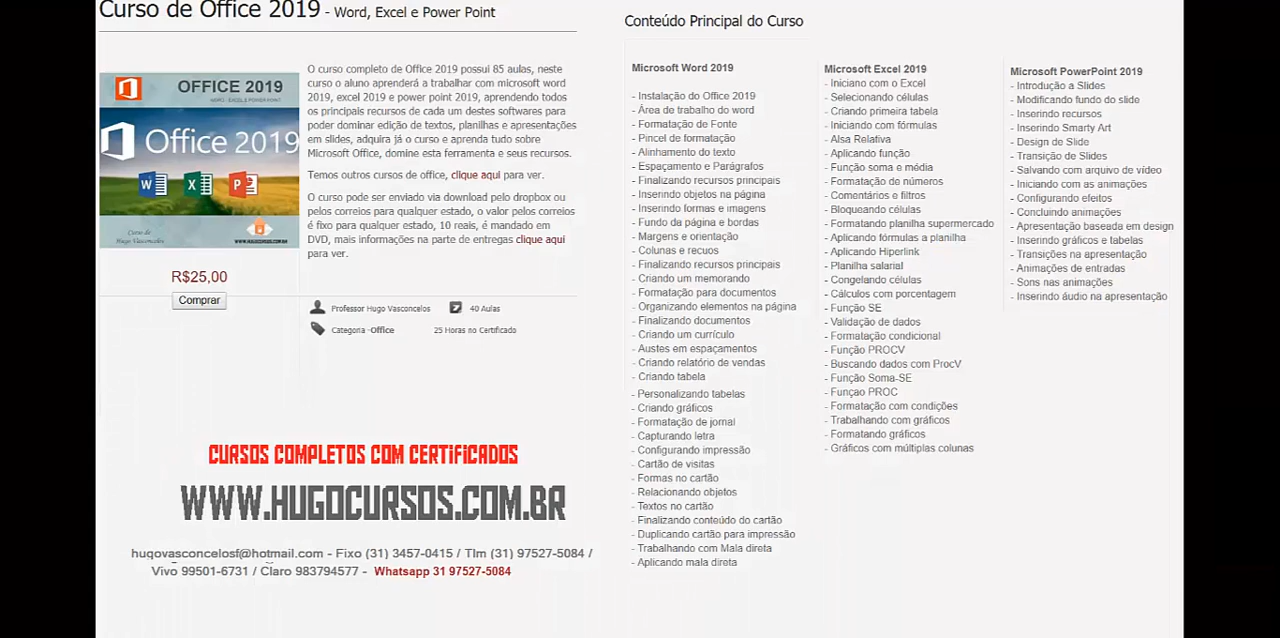 Curso de Office 2019 - Word, Excel e Power Point
OFFICE 2019
WORD - EXCEL E POWER POINT
Office 2019
Curso de
Hugo Vasconcelos
WWW.HUGOCURSOS.COM.BR
R$25,00
Comprar
O curso completo de Office 2019 possui 85 aulas, neste
curso o aluno aprenderá a trabalhar com microsoft word
2019, excel 2019 e power point 2019, aprendendo todos
os principais recursos de cada um destes softwares para
poder dominar edição de textos, planilhas e apresentações
em slides, adquira já o curso e aprenda tudo sobre
Microsoft Office, domine esta ferramenta e seus recursos.
Temos outros cursos de office, clique aqui para ver.
O curso pode ser enviado via download pelo dropbox ou
pelos correios para qualquer estado, o valor pelos correios
é fixo para qualquer estado, 10 reais, é mandado em
DVD, mais informações na parte de entregas clique aqui
para ver.
Professor Hugo Vasconcelos 40 Aulas
Categoria -Office 25 Horas no Certificado
CURSOS COMPLETOS COM CERTIFICADOS
WWW.HUGOCURSOS.COM.BR
hugovasconcelosf@hotmail.com - Fixo (31) 3457-0415 / TIm (31) 97527-5084 /
Vivo 99501-6731 / Claro 983794577 - Whatsapp 31 97527-5084
Conteúdo Principal do Curso
Microsoft Word 2019
- Instalação do Office 2019
- Área de trabalho do word
- Formatação de Fonte
- Pincel de formatação
- Alinhamento do texto
- Espaçamento e Parágrafos
- Finalizando recursos principais
- Inserindo objetos na página
- Inserindo formas e imagens
- Fundo da página e bordas
- Margens e orientação
- Colunas e recuos
- Finalizando recursos principais
- Criando um memorando
- Formatação para documentos
- Organizando elementos na página
- Finalizando documentos
- Criando um currículo
- Austes em espaçamentos
- Criando relatório de vendas
- Criando tabela
- Personalizando tabelas
- Criando gráficos
- Formatação de jornal
- Capturando letra
- Configurando impressão
- Cartão de visitas
- Formas no cartão
- Relacionando objetos
- Textos no cartão
- Finalizando conteúdo do cartão
- Duplicando cartão para impressão
- Trabalhando com Mala direta
- Aplicando mala direta
Microsoft Excel 2019
- Iniciano com o Excel
- Selecionando células
- Criando primeira tabela
- Iniciando com fórmulas
- Alsa Relativa
- Aplicando função
- Função soma e média
- Formatação de números
- Comentários e filtros
- Bloqueando células
- Formatando planilha supermercado
- Aplicando fórmulas a planilha
- Aplicando Hiperlink
- Planilha salarial
- Congelando células
- Cálculos com porcentagem
- Função SE
- Validação de dados
- Formatação condicional
- Função PROCV
- Buscando dados com ProcV
- Função Soma-SE
- Funçao PROC
- Formatação com condições
- Trabalhando com gráficos
- Formatando gráficos
- Gráficos com múltiplas colunas
Microsoft PowerPoint 2019
- Introdução a Slides
- Modificando fundo do slide
- Inserindo recursos
- Inserindo Smarty Art
- Design de Slide
- Transição de Slides
- Salvando com arquivo de vídeo
- Iniciando com as animações
- Configurando efeitos
- Concluindo animações
- Apresentação baseada em design
- Inserindo gráficos e tabelas
- Transições na apresentação
- Animações de entradas
- Sons nas animações
- Inserindo áudio na apresentação